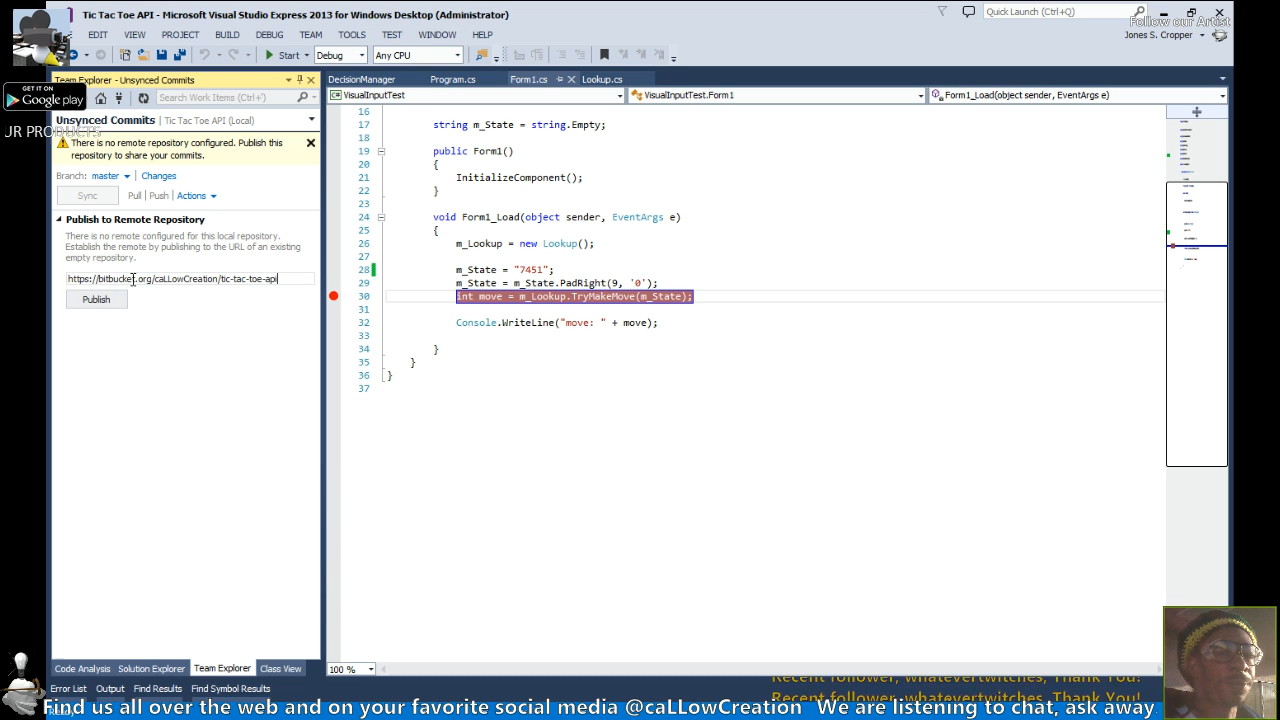 Tic Tac Toe API - Microsoft Visual Studio Express 2013 for Windows Desktop (Administrator)
Quick Launch (Ctrl+Q)
Follow our Artist
EDIT VIEW PROJECT BUILD DEBUG TEAM TOOLS TEST WINDOW HELP
Jones S. Cropper
Start Debug Any CPU
Team Explorer - Unsynced Commits
DecisionManager Program.cs Form1.cs Lookup.cs
GET IT ON
Google play
Search Work Items (Ctrl+')
VisualInputTest VisualInputTest.Form1 Form1_Load(object sender, EventArgs e)
Unsynced Commits | Tic Tac Toe API (Local)
UR PRODUCTS
There is no remote repository configured. Publish this
repository to share your commits.
Branch: master | Changes
Sync Pull | Push | Actions
Publish to Remote Repository
There is no remote configured for this local repository.
Establish the remote by publishing to the URL of an existing
empty repository.
https://bitbucket.org/caLLowCreation/tic-tac-toe-api
Publish
16
17 string m_State = string.Empty;
18
19 public Form1()
20 {
21 InitializeComponent();
22 }
23
24 void Form1_Load(object sender, EventArgs e)
25 {
26 m_Lookup = new Lookup();
27
28 m_State = "7451";
29 m_State = m_State.PadRight(9, '0');
30 int move = m_Lookup.TryMakeMove(m_State);
31
32 Console.WriteLine("move: " + move);
33
34 }
35 }
36 }
37
Code Analysis Solution Explorer Team Explorer Class View
100 %
Error List Output Find Results Find Symbol Results
Recent follower, whatevertwitches, Thank You!
Recent follower, whatevertwitches, Thank You!
Find us all over the web and on your favorite social media @caLLowCreation We are listening to chat, ask away